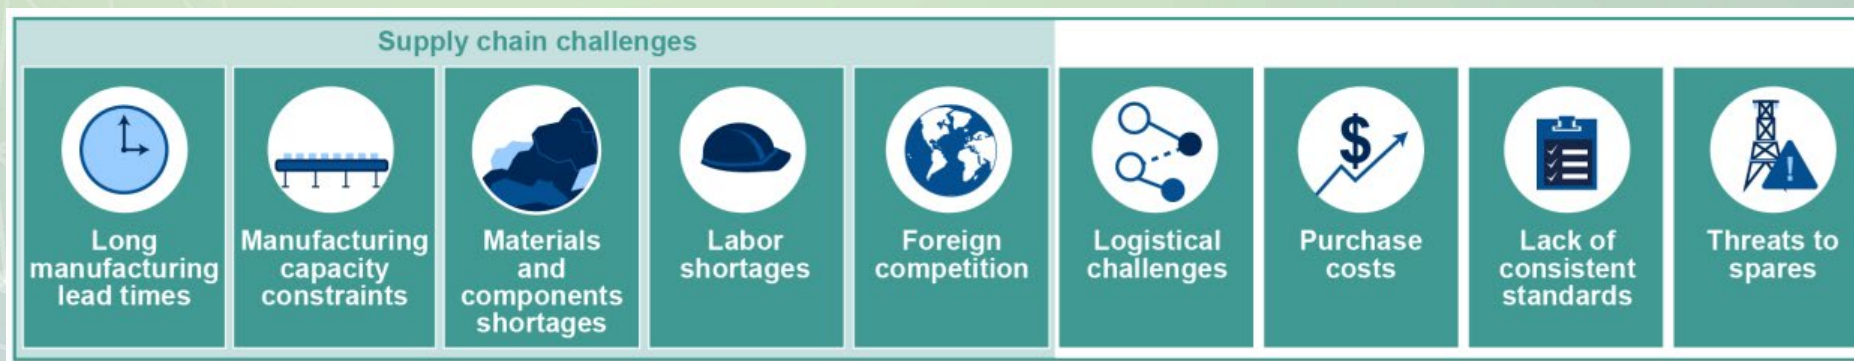 Supply chain challenges
Long
manufacturing
lead times
Manufacturing
capacity
constraints
Materials
and
components
shortages
Labor
shortages
Foreign
competition
Logistical
challenges
$
Purchase
costs
Lack of
consistent
standards
!
Threats to
spares